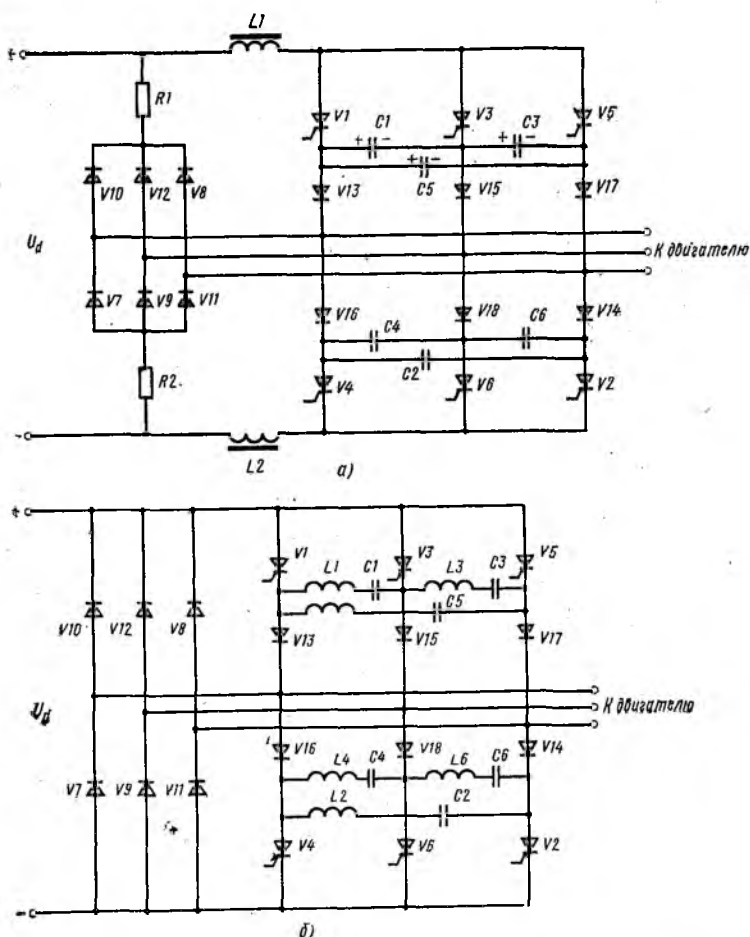 L1
+
R1
V1
C1
V3
C3
V5
+ -
+ -
+ -
C5
V10
V12
V8
V13
V15
V17
Ud
К двигателю
V7
V9
V11
V16
V18
V14
C4
C6
C2
R2
V4
V6
V2
-
L2
а)
+
V1
L1
C1
V3
L3
C3
V5
C5
V10
V12
V8
V13
V15
V17
Ud
К двигателю
V16
V18
V14
L4
C4
L6
C6
V7
V9
V11
L2
C2
V4
V6
V2
-
б)